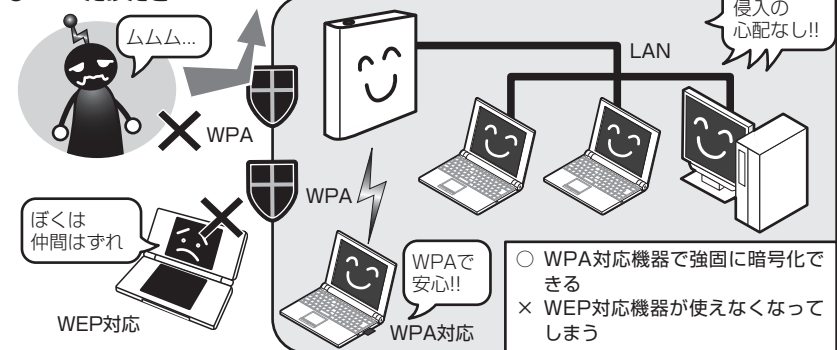 ムムム...
侵入の
心配なし!!
LAN
WPA
WPA
ぼくは
仲間はずれ
WPAで
安心!!
WEP対応
WPA対応
○ WPA対応機器で強固に暗号化で
きる
× WEP対応機器が使えなくなって
しまう